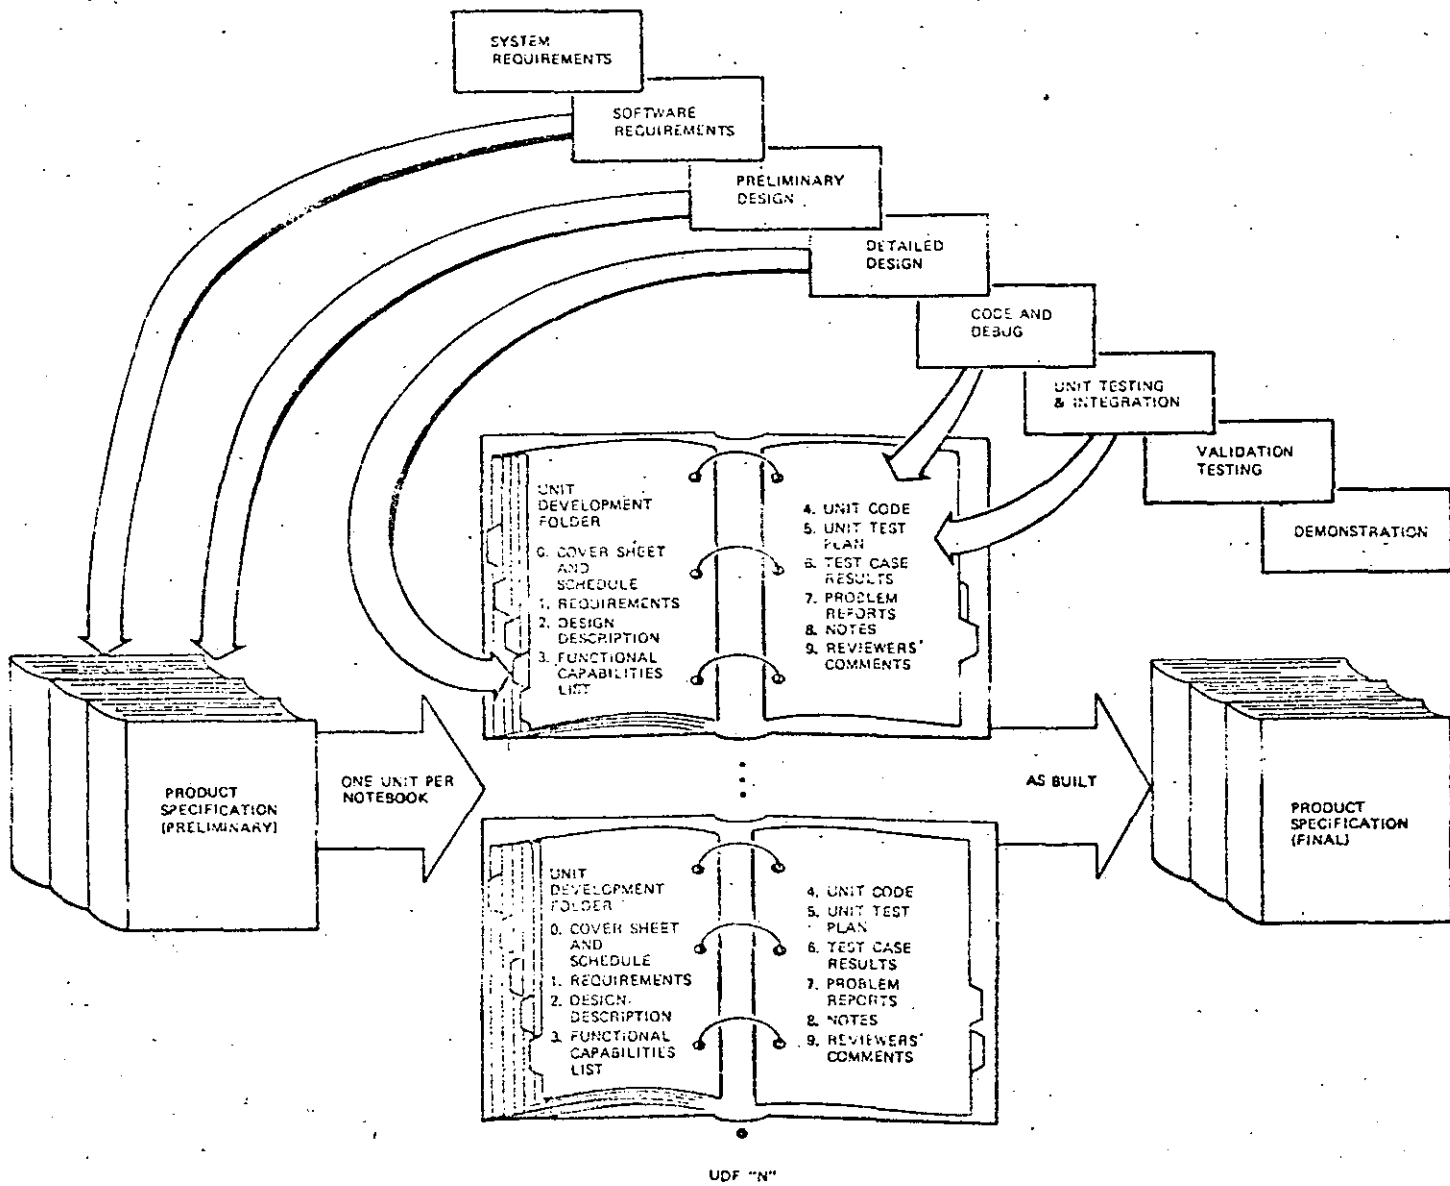 SYSTEM
REQUIREMENTS
SOFTWARE
REQUIREMENTS
PRELIMINARY
DESIGN
DETAILED
DESIGN
CODE AND
DEBUG
UNIT TESTING
& INTEGRATION
VALIDATION
TESTING
DEMONSTRATION
UNIT
DEVELOPMENT
FOLDER
0. COVER SHEET
AND
SCHEDULE
1. REQUIREMENTS
2. DESIGN
DESCRIPTION
3. FUNCTIONAL
CAPABILITIES
LIST
4. UNIT CODE
5. UNIT TEST
PLAN
6. TEST CASE
RESULTS
7. PROBLEM
REPORTS
8. NOTES
9. REVIEWERS'
COMMENTS
PRODUCT
SPECIFICATION
(PRELIMINARY)
ONE UNIT PER
NOTEBOOK
AS BUILT
PRODUCT
SPECIFICATION
(FINAL)
UNIT
DEVELOPMENT
FOLDER
0. COVER SHEET
AND
SCHEDULE
1. REQUIREMENTS
2. DESIGN
DESCRIPTION
3. FUNCTIONAL
CAPABILITIES
LIST
4. UNIT CODE
5. UNIT TEST
PLAN
6. TEST CASE
RESULTS
7. PROBLEM
REPORTS
8. NOTES
9. REVIEWERS'
COMMENTS
UDF "N"